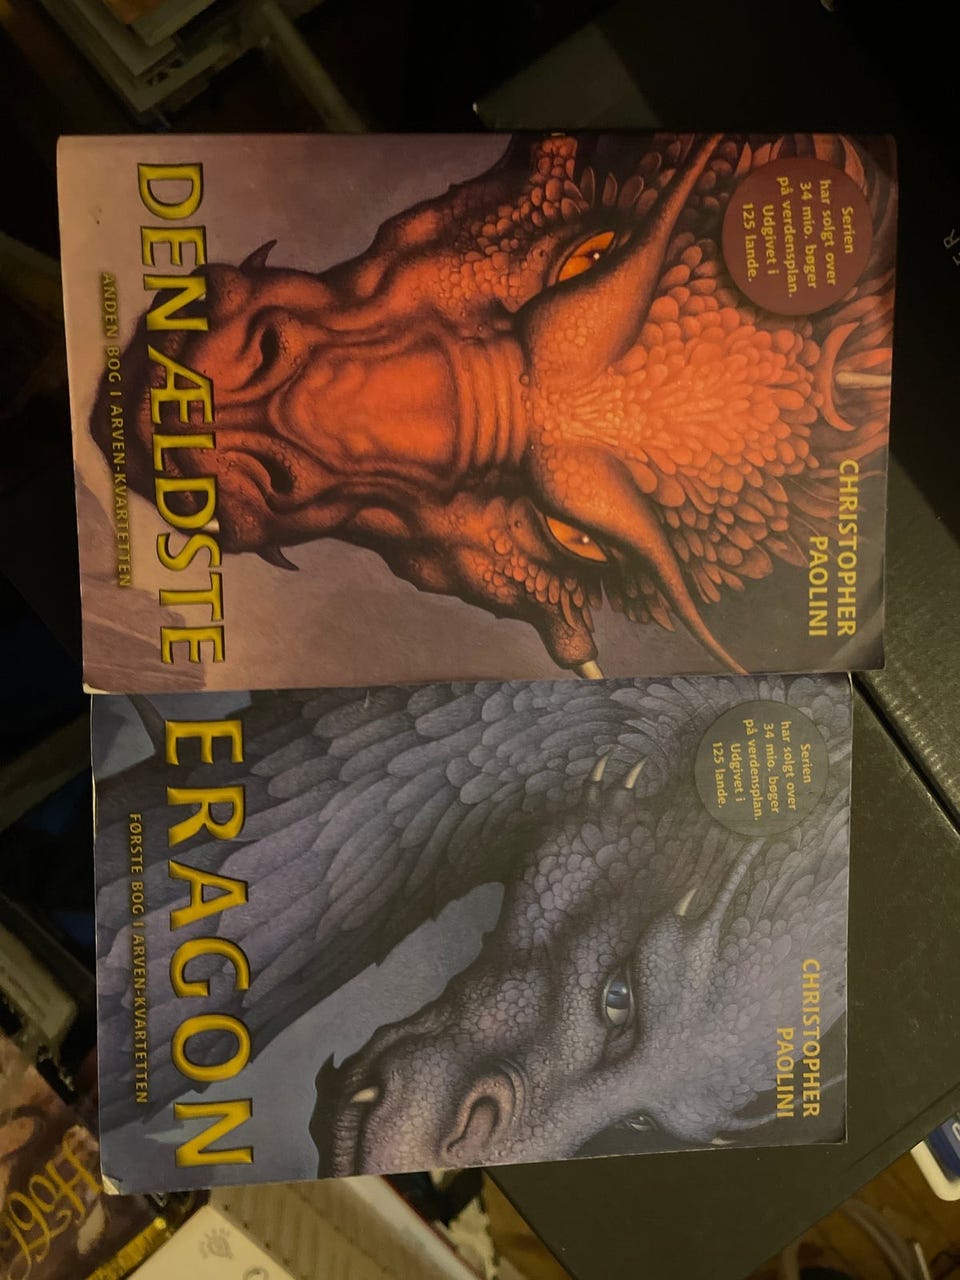 Serien
har solgt over
34 mio. bøger
på verdensplan.
Udgivet i
125 lande.
CHRISTOPHER
PAOLINI
DEN ÆLDSTE
ANDEN BOG I ARVEN-KVARTETTEN
Serien
har solgt over
34 mio. bøger
på verdensplan.
Udgivet i
125 lande.
CHRISTOPHER
PAOLINI
ERAGON
FØRSTE BOG I ARVEN-KVARTETTEN